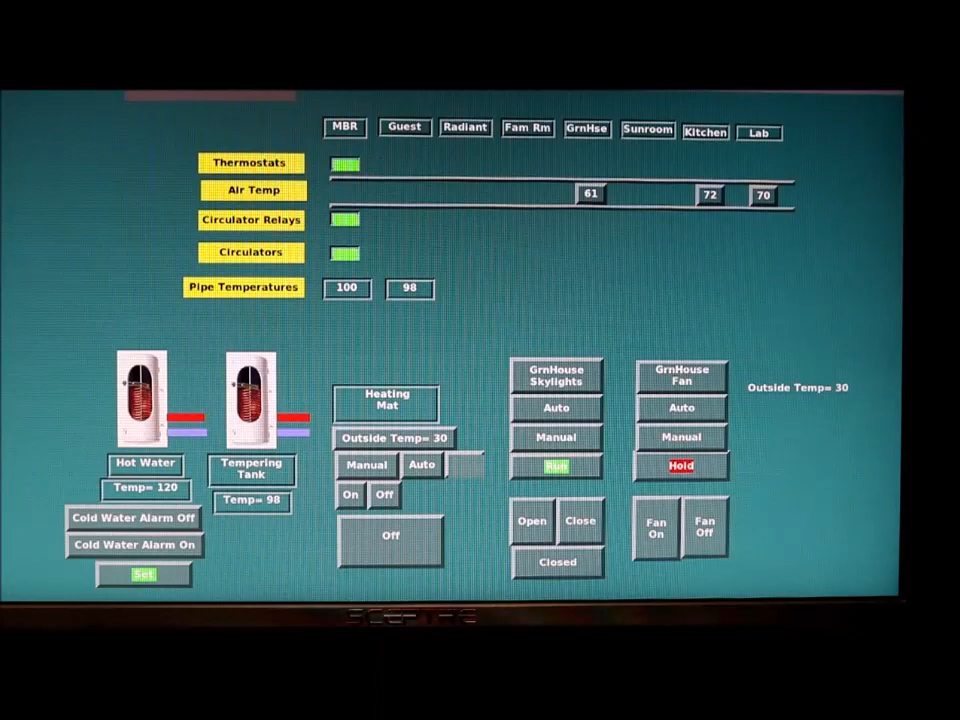 MBR Guest Radiant Fam Rm GrnHse Sunroom Kitchen Lab
Thermostats
Air Temp 61 72 70
Circulator Relays
Circulators
Pipe Temperatures 100 98
Hot Water
Temp= 120
Cold Water Alarm Off
Cold Water Alarm On
Set
Tempering
Tank
Temp= 98
Heating
Mat
Outside Temp= 30
Manual Auto
On Off
Off
GrnHouse
Skylights
Auto
Manual
Run
Open Close
Closed
GrnHouse
Fan
Auto
Manual
Hold
Fan
On
Fan
Off
Outside Temp= 30
SCEPTRE